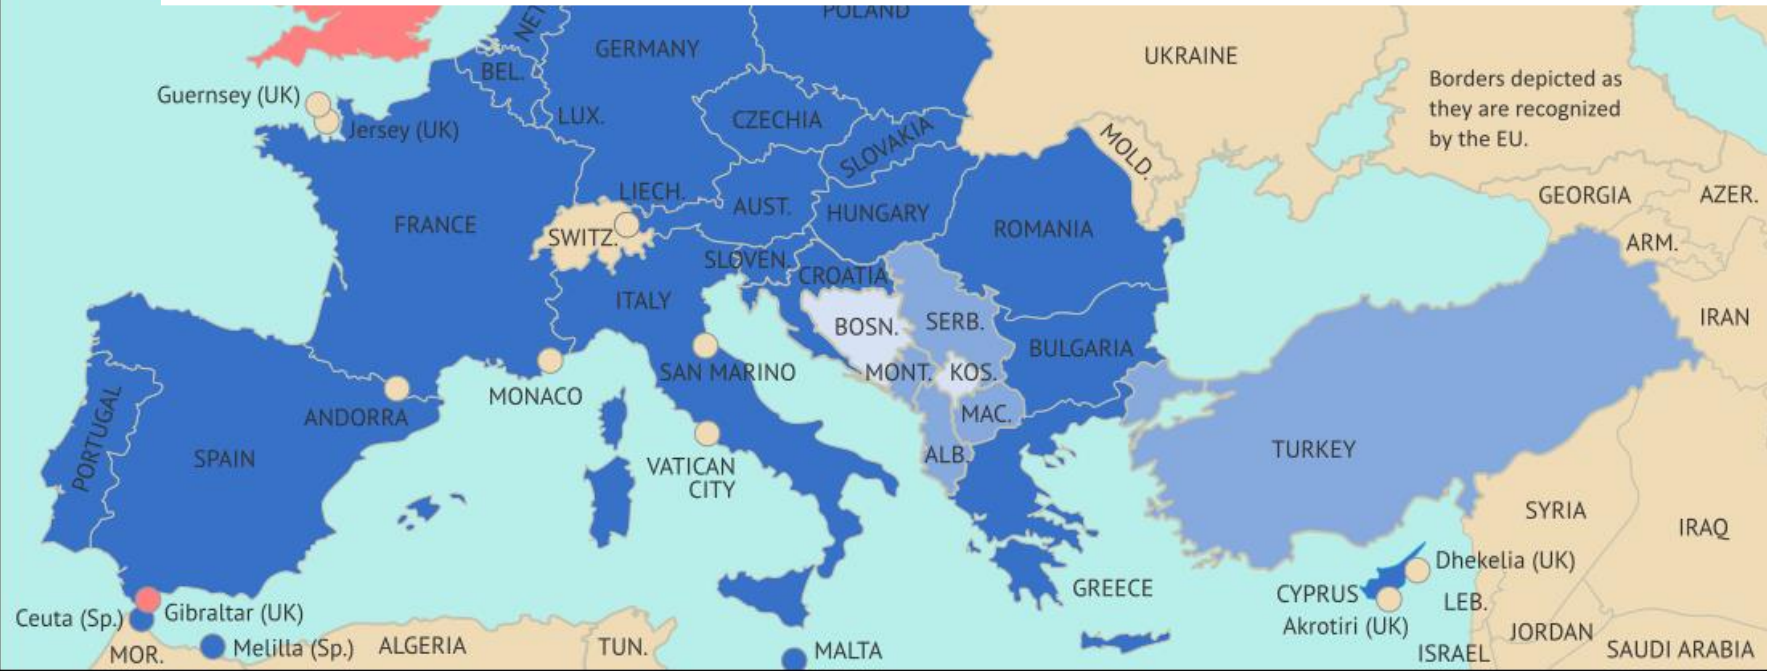 POLAND
NET
GERMANY
UKRAINE
BEL.
Borders depicted as
they are recognized
by the EU.
Guernsey (UK)
LUX.
CZECHIA
Jersey (UK)
SLOVAKIA
MOLD.
LIECH.
GEORGIA
AZER.
FRANCE
AUST.
HUNGARY
ROMANIA
SWITZ.
ARM.
SLOVEN.
CROATIA
ITALY
BOSN.
SERB.
IRAN
BULGARIA
SAN MARINO
MONT.
KOS.
MONACO
ANDORRA
MAC.
PORTUGAL
SPAIN
ALB.
TURKEY
VATICAN
CITY
SYRIA
IRAQ
Dhekelia (UK)
GREECE
CYPRUS
LEB.
Ceuta (Sp.)
Gibraltar (UK)
Akrotiri (UK)
JORDAN
MOR.
Melilla (Sp.)
ALGERIA
TUN.
MALTA
ISRAEL
SAUDI ARABIA